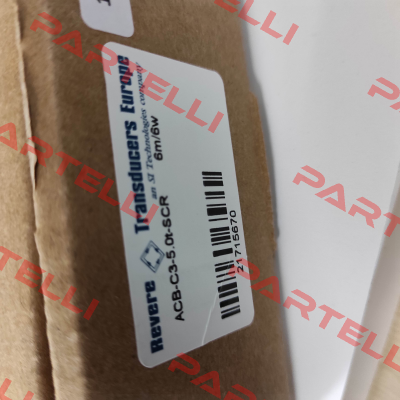 Revere Transducers Europe
an SI Technologies company
6m/6w
ACB-C3-5.0t-SCR
21715670
PARTELLI
PARTELLI
PARTELLI
PARTELLI
PARTELLI